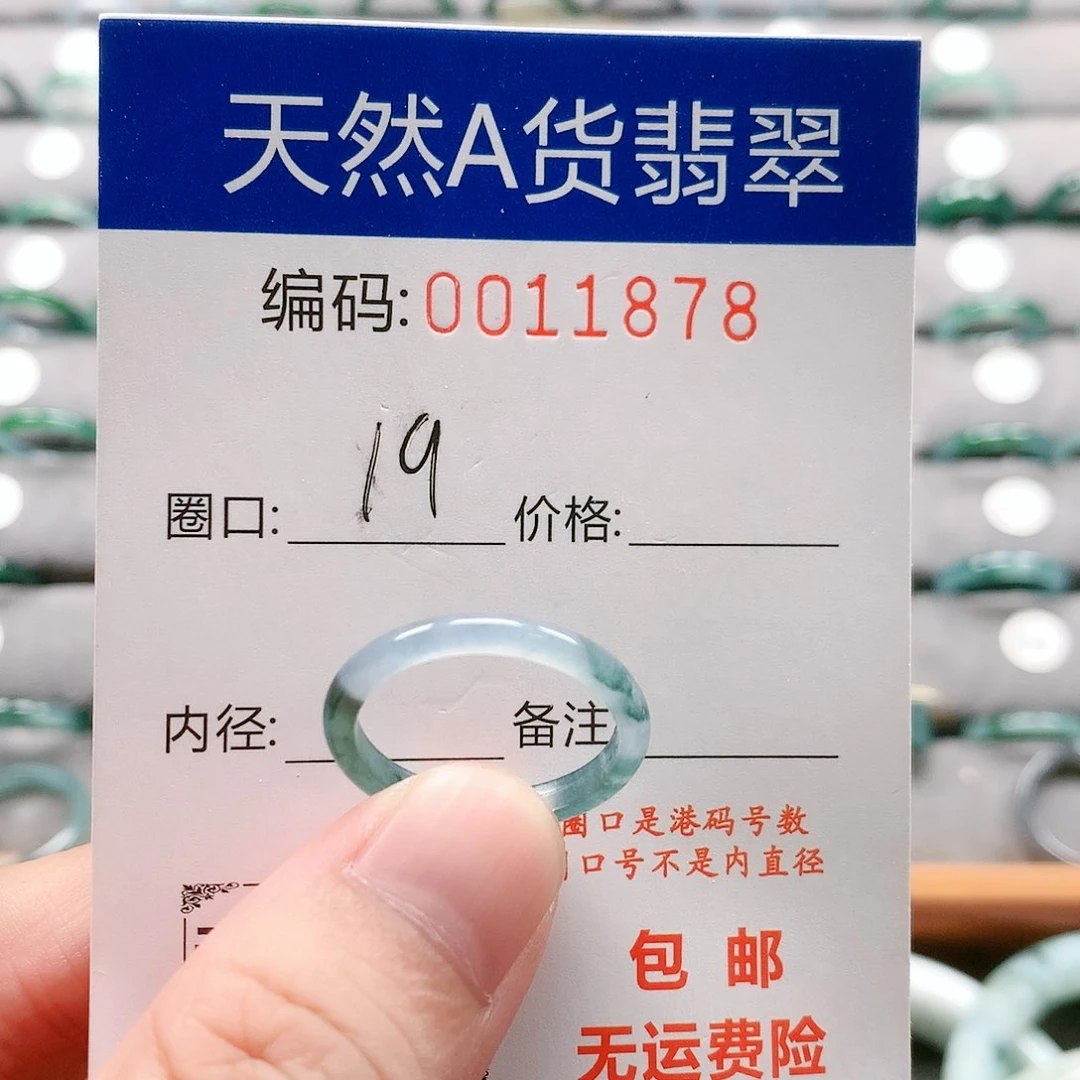 天然A货翡翠
编码:0011878
圈口: 19 价格:
内径: 备注
圈口是港码号数
口号不是内直径
包邮
无运费险